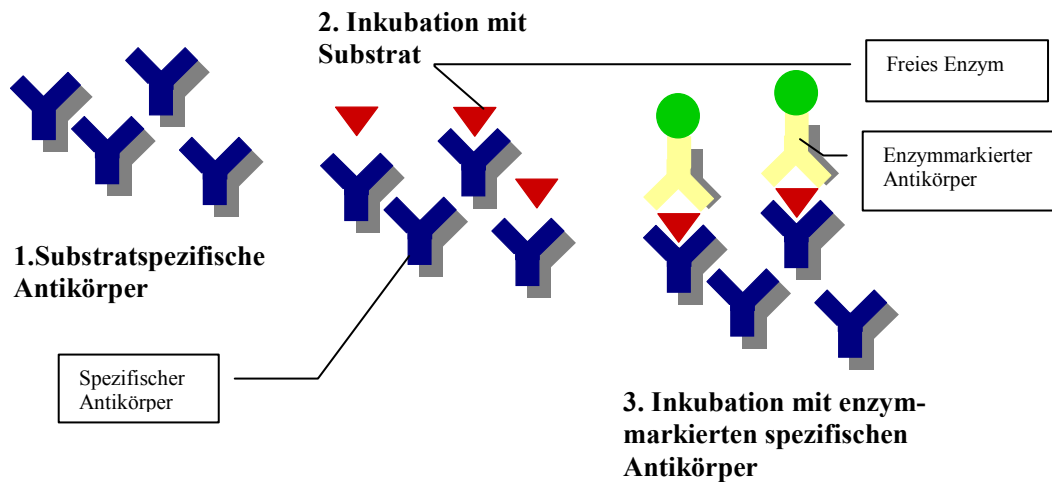 2. Inkubation mit
Substrat
Freies Enzym
Enzymmarkierter
Antikörper
1.Substratspezifische
Antikörper
Spezifischer
Antikörper
3. Inkubation mit enzym-
markierten spezifischen
Antikörper